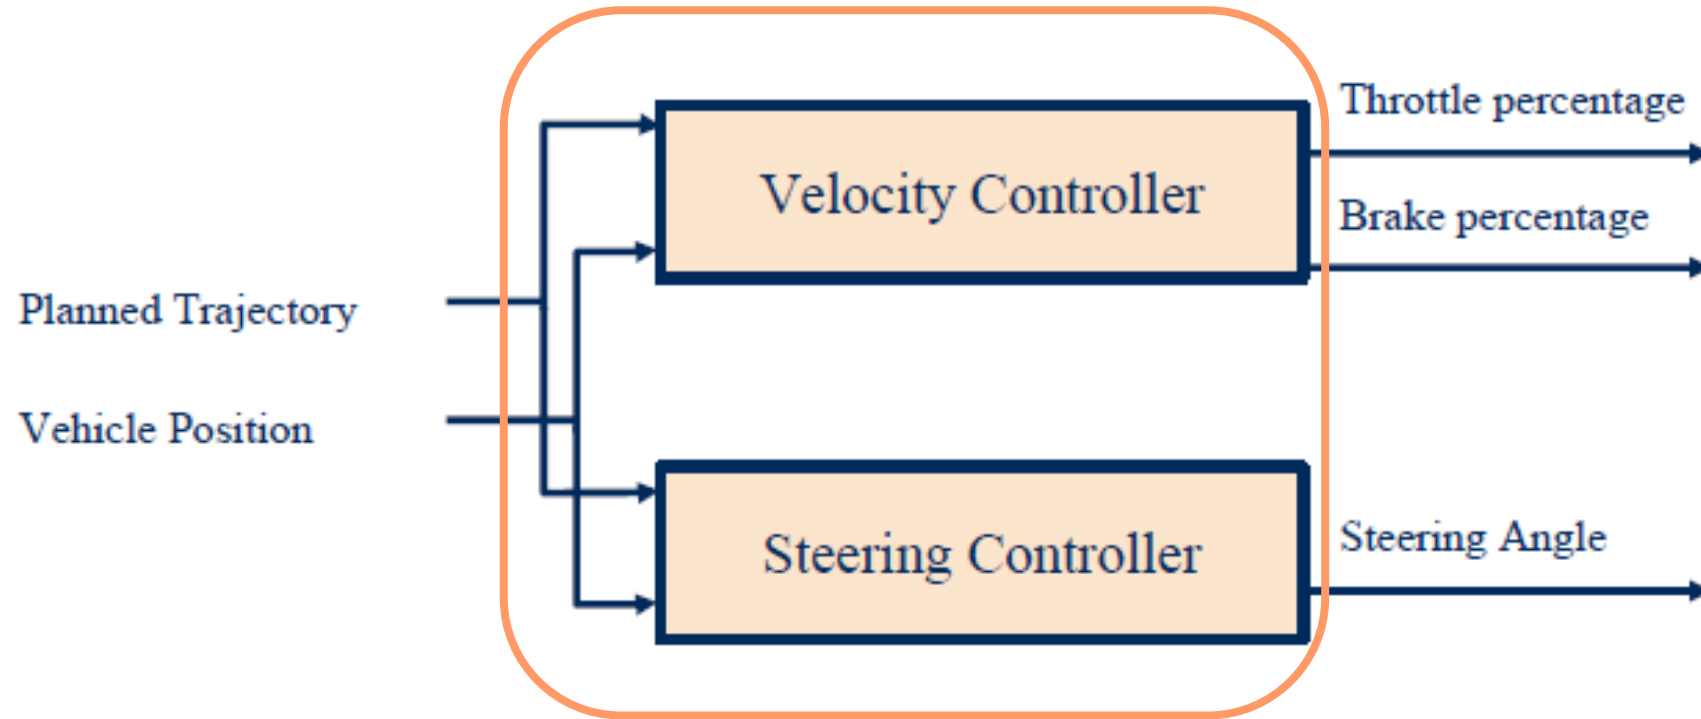 Throttle percentage
Velocity Controller
Brake percentage
Planned Trajectory
Vehicle Position
Steering Controller
Steering Angle